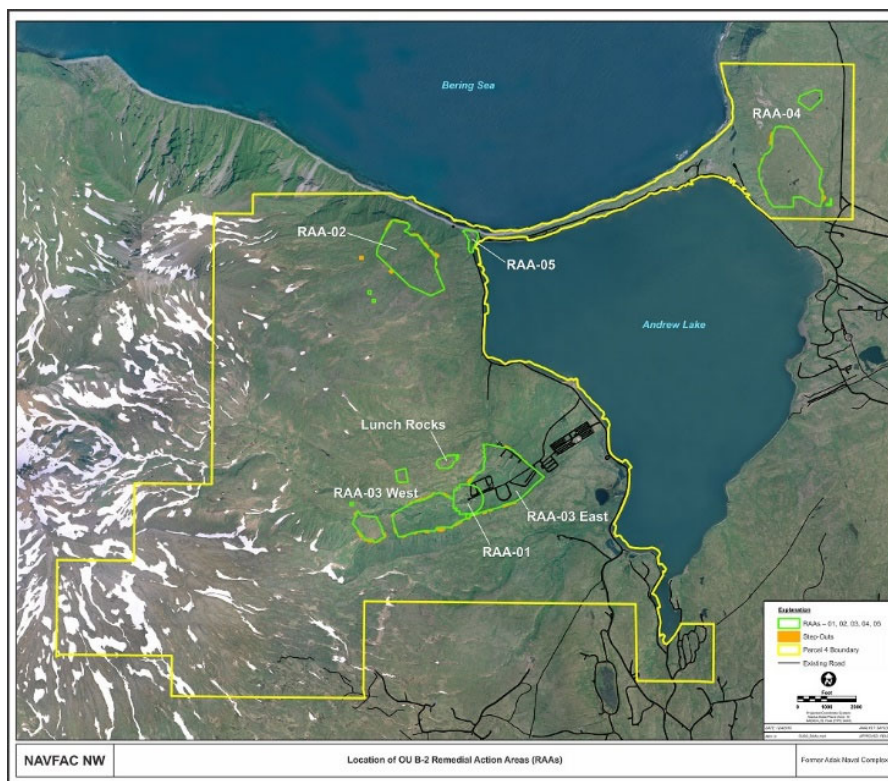 Bering Sea
RAA-04
RAA-02
RAA-05
Andrew Lake
Lunch Rocks
RAA-03 West
RAA-03 East
RAA-01
Explanation
RAAs – 01, 02, 03, 04, 05
Step-Outs
Parcel 4 Boundary
Existing Road
Feet
0 1000 2000
NAVFAC NW
Location of OU B-2 Remedial Action Areas (RAAs)
Former Adak Naval Complex